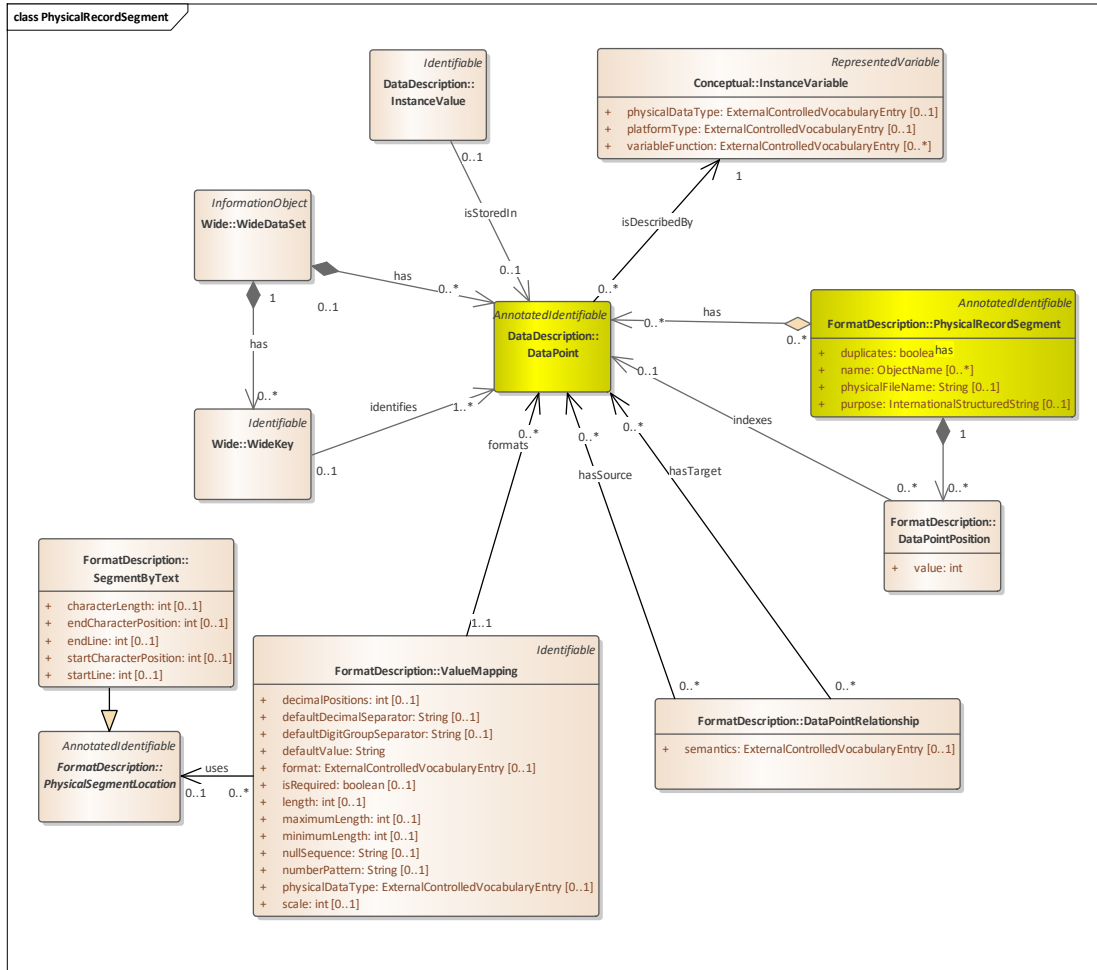 class PhysicalRecordSegment
Identifiable
DataDescription::
InstanceValue
RepresentedVariable
Conceptual::InstanceVariable
+ physicalDataType: ExternalControlledVocabularyEntry [0..1]
+ platformType: ExternalControlledVocabularyEntry [0..1]
+ variableFunction: ExternalControlledVocabularyEntry [0..*]
0..1
1
isStoredIn
isDescribedBy
InformationObject
Wide::WideDataSet
has
0..1
0..*
0..1
0..*
1
AnnotatedIdentifiable
DataDescription::
DataPoint
has
0..*
0..*
AnnotatedIdentifiable
FormatDescription::PhysicalRecordSegment
+ duplicates: boolea
has
+ name: ObjectName [0..*]
+ physicalFileName: String [0..1]
+ purpose: InternationalStructuredString [0..1]
has
0..*
0..1
identifies
1..*
0..1
Identifiable
Wide::WideKey
indexes
1
0..*
0..*
formats
0..*
0..*
0..*
hasSource
hasTarget
FormatDescription::
DataPointPosition
+ value: int
FormatDescription::
SegmentByText
+ characterLength: int [0..1]
+ endCharacterPosition: int [0..1]
+ endLine: int [0..1]
+ startCharacterPosition: int [0..1]
+ startLine: int [0..1]
1..1
Identifiable
FormatDescription::ValueMapping
+ decimalPositions: int [0..1]
+ defaultDecimalSeparator: String [0..1]
+ defaultDigitGroupSeparator: String [0..1]
+ defaultValue: String
+ format: ExternalControlledVocabularyEntry [0..1]
+ isRequired: boolean [0..1]
+ length: int [0..1]
+ maximumLength: int [0..1]
+ minimumLength: int [0..1]
+ nullSequence: String [0..1]
+ numberPattern: String [0..1]
+ physicalDataType: ExternalControlledVocabularyEntry [0..1]
+ scale: int [0..1]
0..*
0..*
FormatDescription::DataPointRelationship
+ semantics: ExternalControlledVocabularyEntry [0..1]
AnnotatedIdentifiable
FormatDescription::
PhysicalSegmentLocation
uses
0..1
0..*